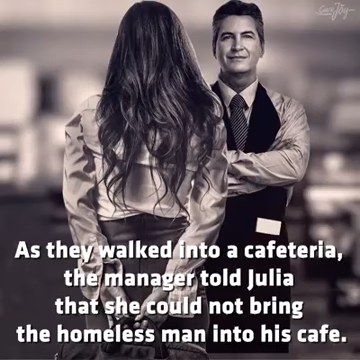 CureJoy
As they walked into a cafeteria,
the manager told Julia
that she could not bring
the homeless man into his cafe.